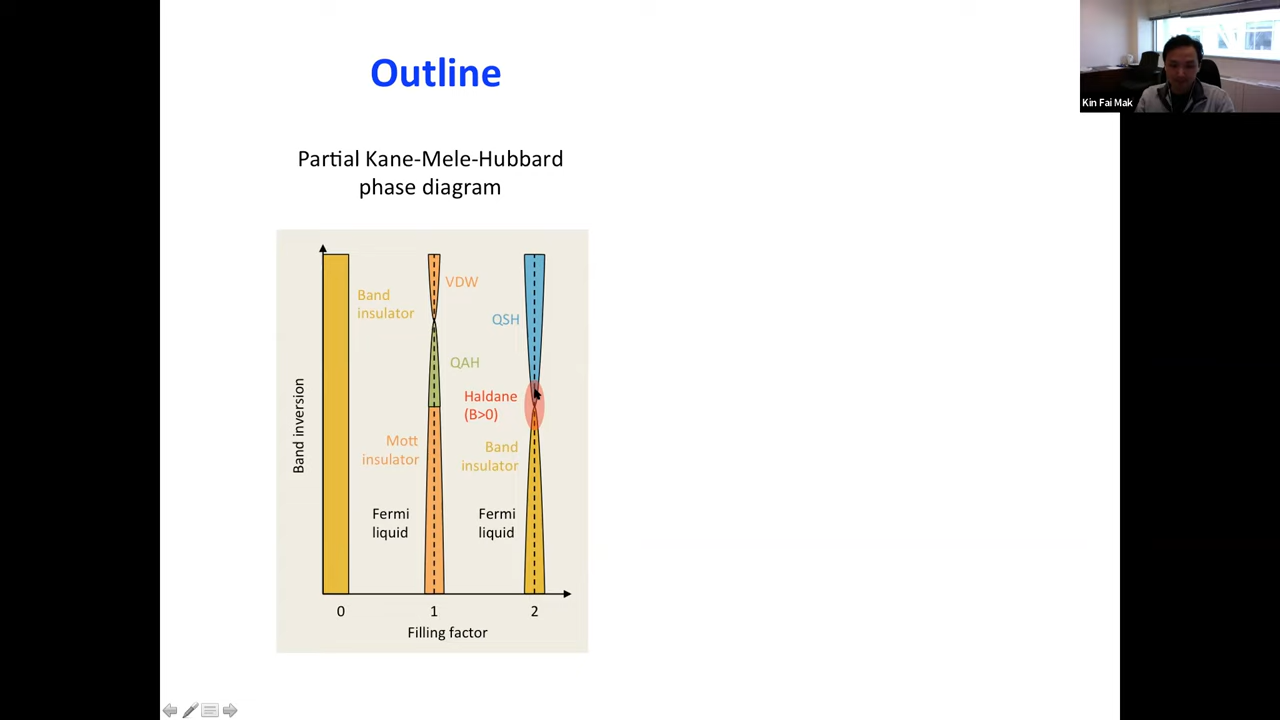 Outline
Kin Fai Mak
Partial Kane-Mele-Hubbard
phase diagram
VDW
Band
insulator
QSH
QAH
Haldane
(B>0)
Mott
insulator
Band
insulator
Fermi
liquid
Fermi
liquid
Band inversion
0
1
2
Filling factor